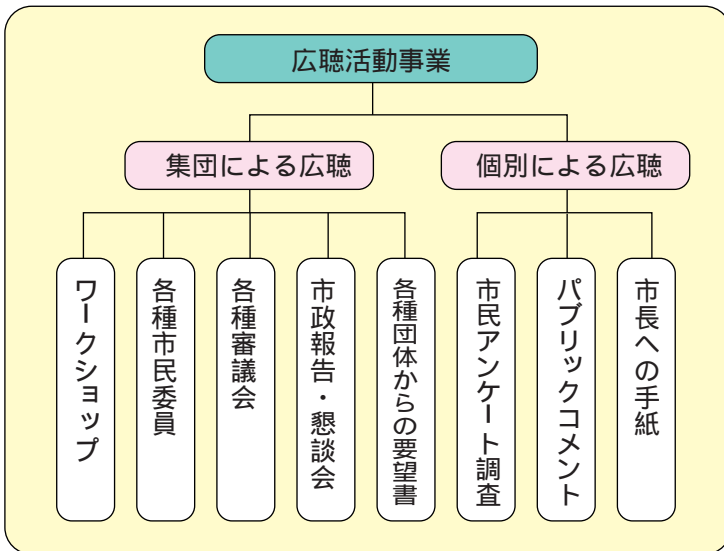 広聴活動事業
集団による広聴
個別による広聴
ワークショップ
各種市民委員
各種審議会
市政報告・懇談会
各種団体からの要望書
市民アンケート調査
パブリックコメント
市長への手紙